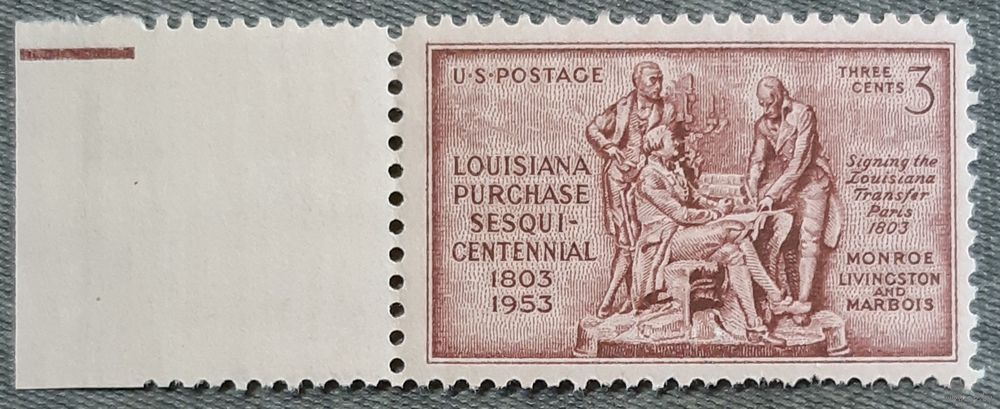 U.S. POSTAGE
THREE
CENTS 3
LOUISIANA
PURCHASE
SESQUI-
CENTENNIAL
1803
1953
Signing the
Louisiana
Transfer
Paris
1803
MONROE
LIVINGSTON
AND
MARBOIS